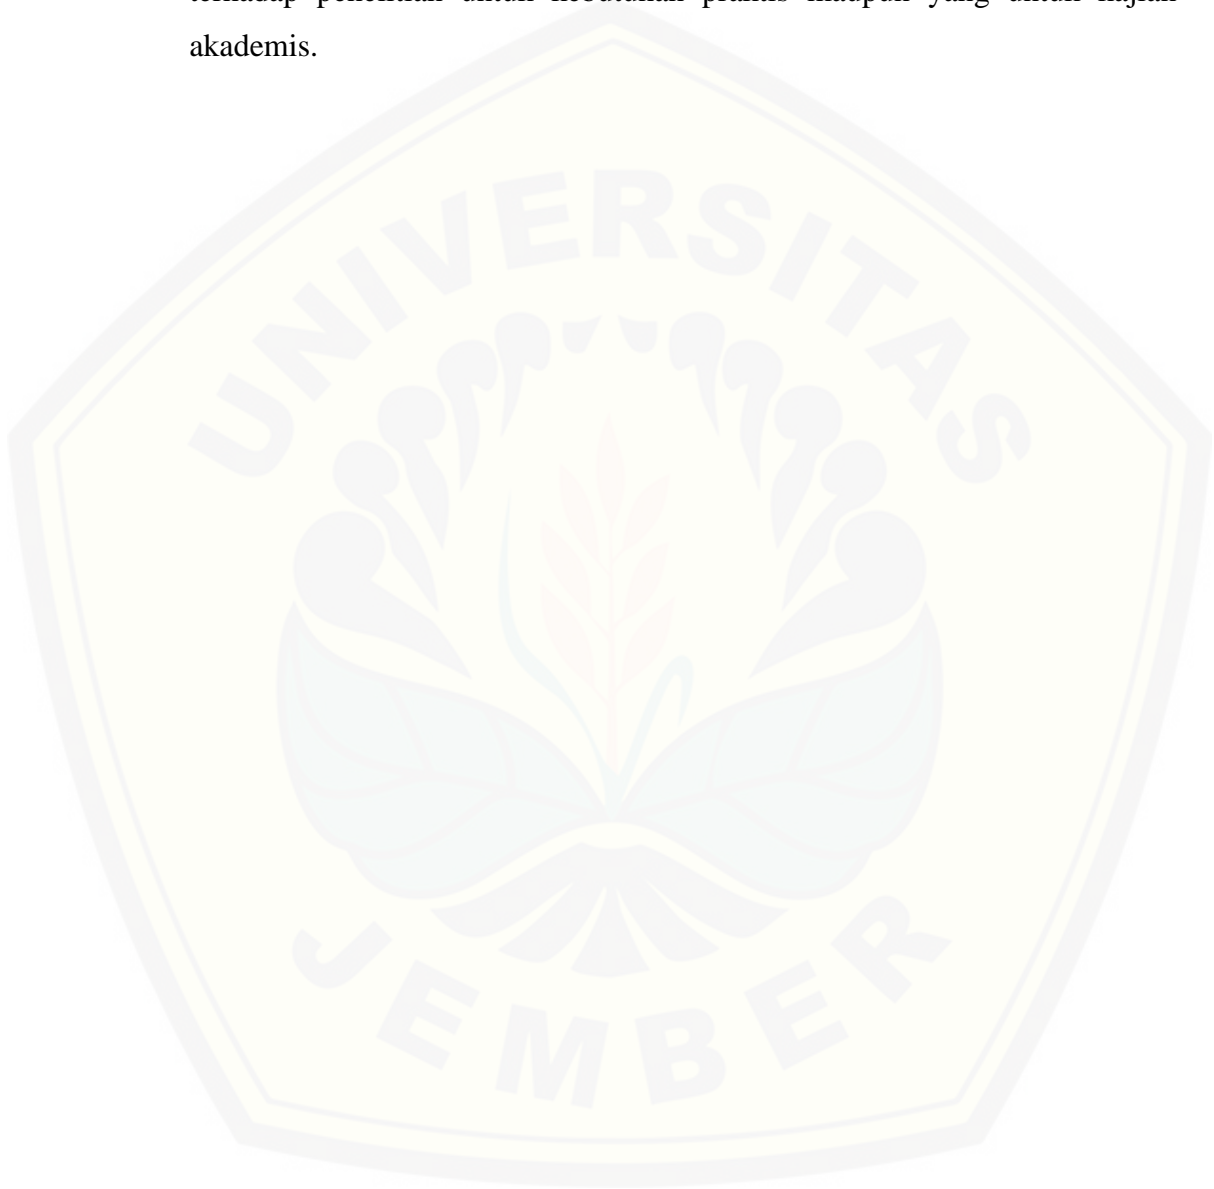 terhadap penelitian untuk kebutuhan praktis maupun yang untuk kajian
akademis.
UNIVERSITAS
JEMBER